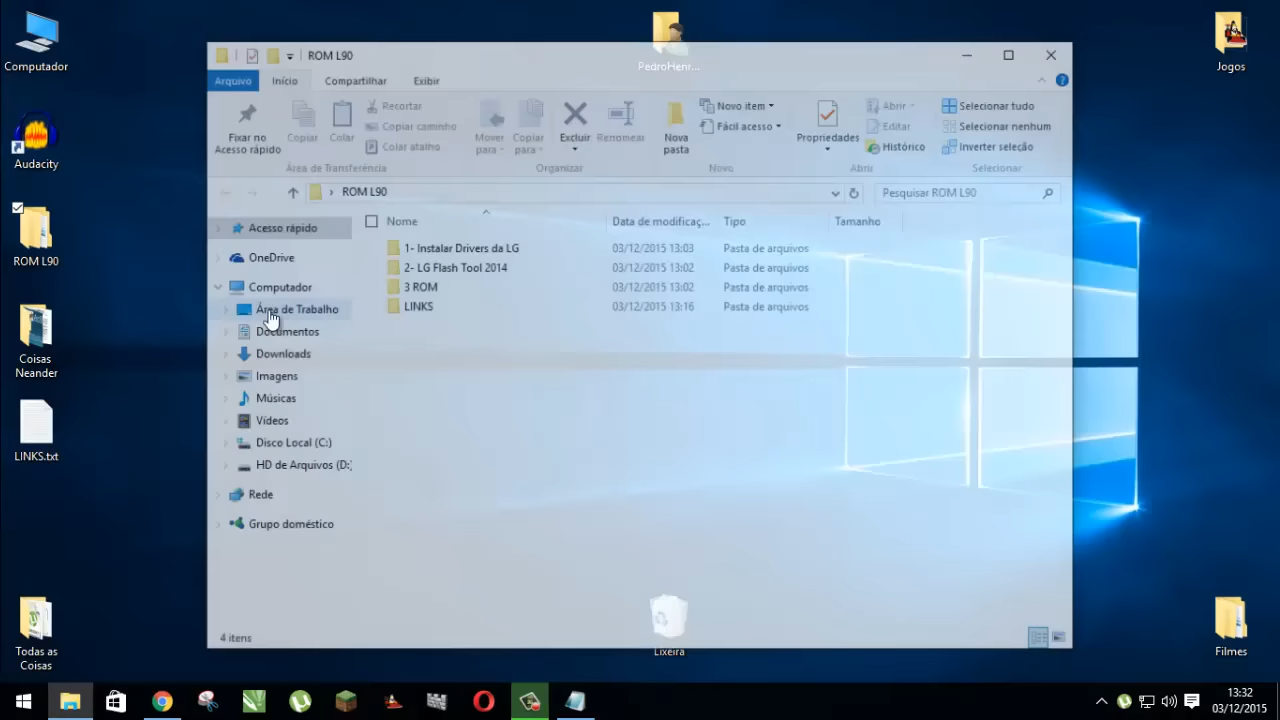 Computador
PedroHenr...
Jogos
Audacity
ROM L90
Coisas
Neander
LINKS.txt
Todas as
Coisas
Lixeira
Filmes
ROM L90
Arquivo
Início
Compartilhar
Exibir
Fixar no
Acesso rápido
Copiar
Colar
Recortar
Copiar caminho
Colar atalho
Área de Transferência
Mover
para
Copiar
para
Excluir
Renomear
Organizar
Nova
pasta
Novo item
Fácil acesso
Novo
Propriedades
Abrir
Editar
Histórico
Abrir
Selecionar tudo
Selecionar nenhum
Inverter seleção
Selecionar
ROM L90
Pesquisar ROM L90
Acesso rápido
OneDrive
Computador
Área de Trabalho
Documentos
Downloads
Imagens
Músicas
Vídeos
Disco Local (C:)
HD de Arquivos (D:)
Rede
Grupo doméstico
Nome Data de modificaç... Tipo Tamanho
1- Instalar Drivers da LG 03/12/2015 13:03 Pasta de arquivos
2- LG Flash Tool 2014 03/12/2015 13:02 Pasta de arquivos
3 ROM 03/12/2015 13:02 Pasta de arquivos
LINKS 03/12/2015 13:16 Pasta de arquivos
4 itens
13:32
03/12/2015